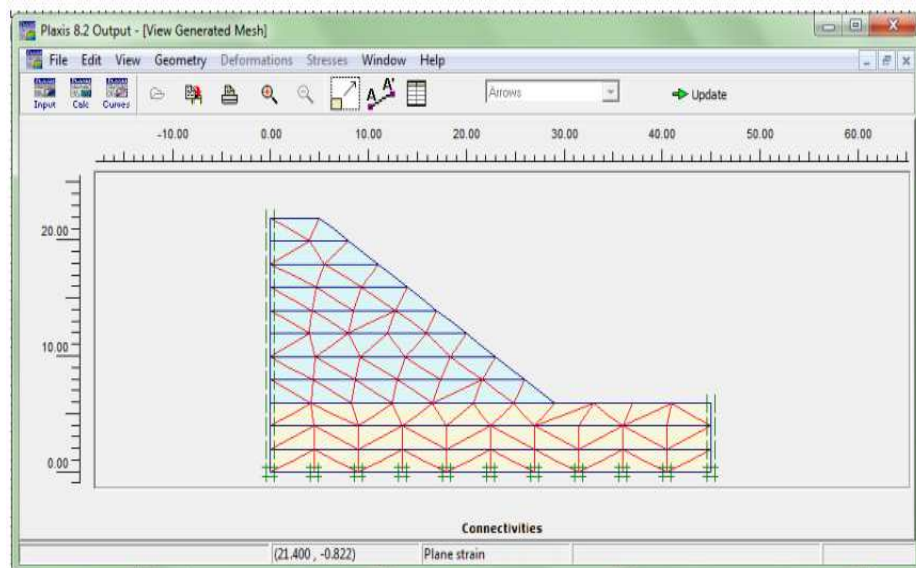 Plaxis 8.2 Output - [View Generated Mesh]
File Edit View Geometry Deformations Stresses Window Help
Input Calc Curves A A' Arrows Update
-10.00 0.00 10.00 20.00 30.00 40.00 50.00 60.00
20.00
10.00
0.00
Connectivities
(21.400 , -0.822) Plane strain